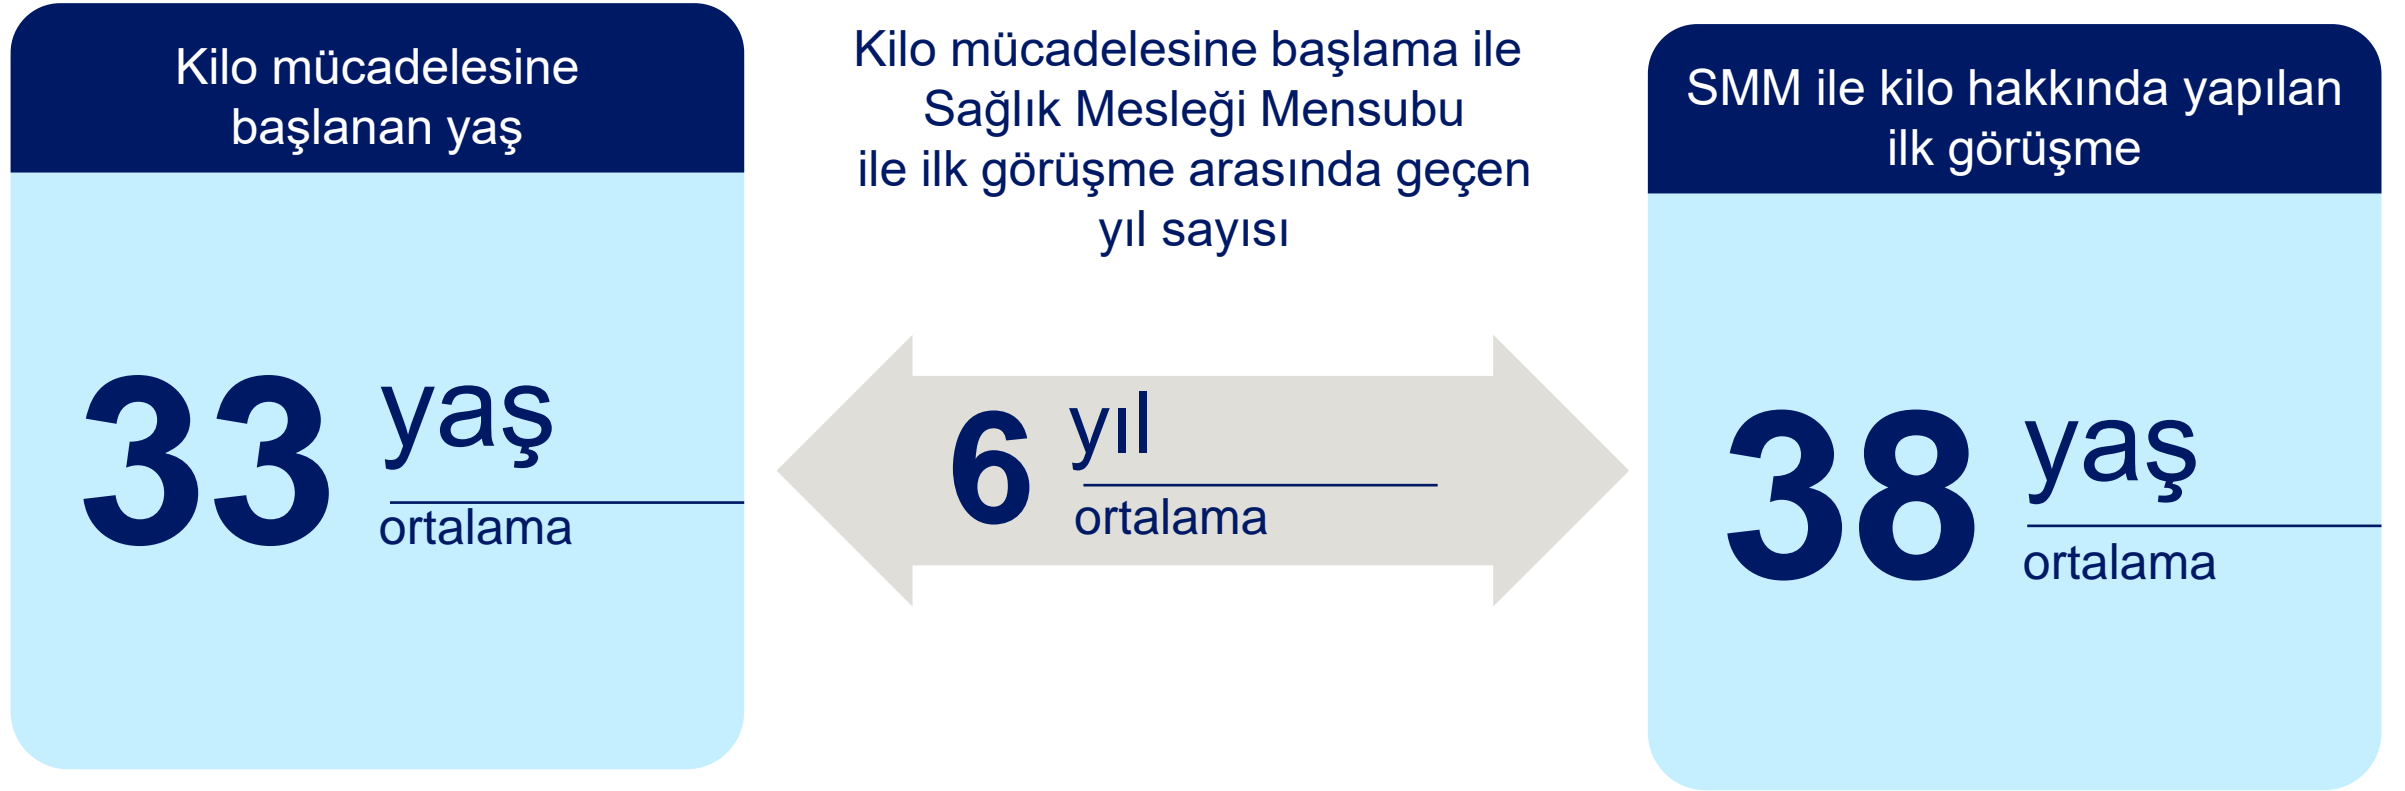 Kilo mücadelesine
başlanan yaş
33 yaş
ortalama
Kilo mücadelesine başlama ile
Sağlık Mesleği Mensubu
ile ilk görüşme arasında geçen
yıl sayısı
6 yıl
ortalama
SMM ile kilo hakkında yapılan
ilk görüşme
38 yaş
ortalama